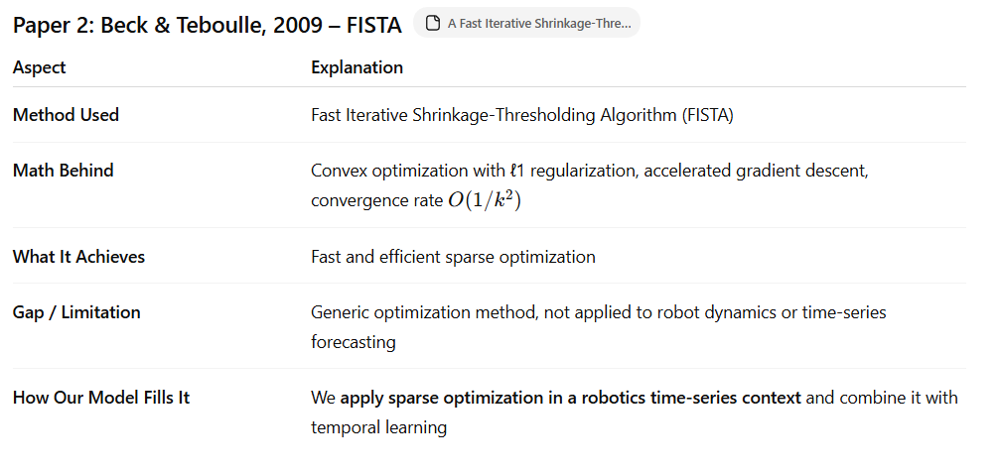 Paper 2: Beck & Teboulle, 2009 – FISTA A Fast Iterative Shrinkage-Thre...
Aspect Explanation
Method Used Fast Iterative Shrinkage-Thresholding Algorithm (FISTA)
Math Behind Convex optimization with ℓ1 regularization, accelerated gradient descent,
convergence rate O(1/k²)
What It Achieves Fast and efficient sparse optimization
Gap / Limitation Generic optimization method, not applied to robot dynamics or time-series
forecasting
How Our Model Fills It We apply sparse optimization in a robotics time-series context and combine it with
temporal learning